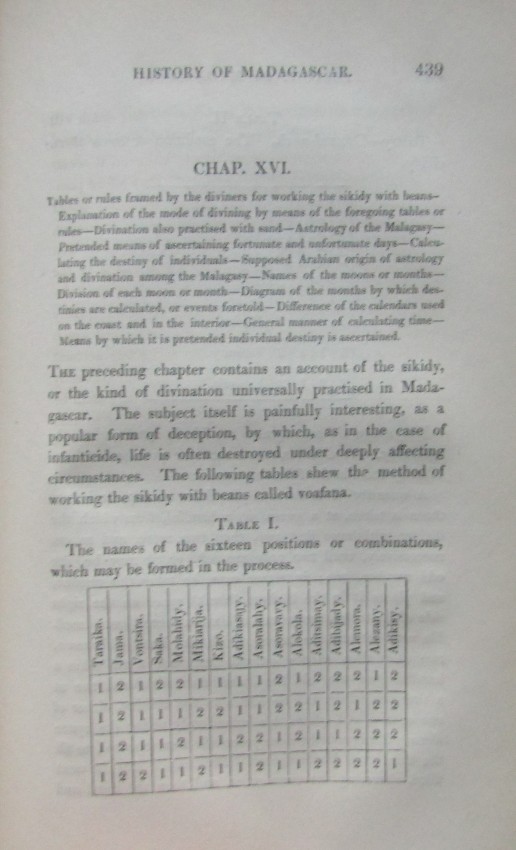 HISTORY OF MADAGASCAR. 439
CHAP. XVI.
Tables or rules framed by the diviners for working the sikidy with beans—
Explanation of the mode of divining by means of the foregoing tables or
rules—Divination also practised with sand—Astrology of the Malagasy—
Pretended means of ascertaining fortunate and unfortunate days—Calcu-
lating the destiny of individuals—Supposed Arabian origin of astrology
and divination among the Malagasy—Names of the moons or months—
Division of each moon or month—Diagram of the months by which des-
tinies are calculated, or events foretold—Difference of the calendars used
on the coast and in the interior—General manner of calculating time—
Means by which it is pretended individual destiny is ascertained.
THE preceding chapter contains an account of the sikidy,
or the kind of divination universally practised in Mada-
gascar. The subject itself is painfully interesting, as a
popular form of deception, by which, as in the case of
infanticide, life is often destroyed under deeply affecting
circumstances. The following tables shew the method of
working the sikidy with beans called voafana.
TABLE I.
The names of the sixteen positions or combinations,
which may be formed in the process.
Taraika. Jama. Vontsira. Saka. Molahidy. Mikiarija. Kizo. Adikiasajy. Asoralahy. Asoravavy. Alokola. Aditsimay. Adibijady. Alemora. Alezany. Adikisy.
1 2 1 2 2 1 1 1 1 2 1 2 2 2 1 2
1 2 1 1 1 2 2 1 1 2 2 1 2 1 2 2
1 2 1 1 2 1 1 2 2 1 2 1 1 2 2 2
1 2 2 1 1 2 1 1 2 1 1 2 2 2 2 1